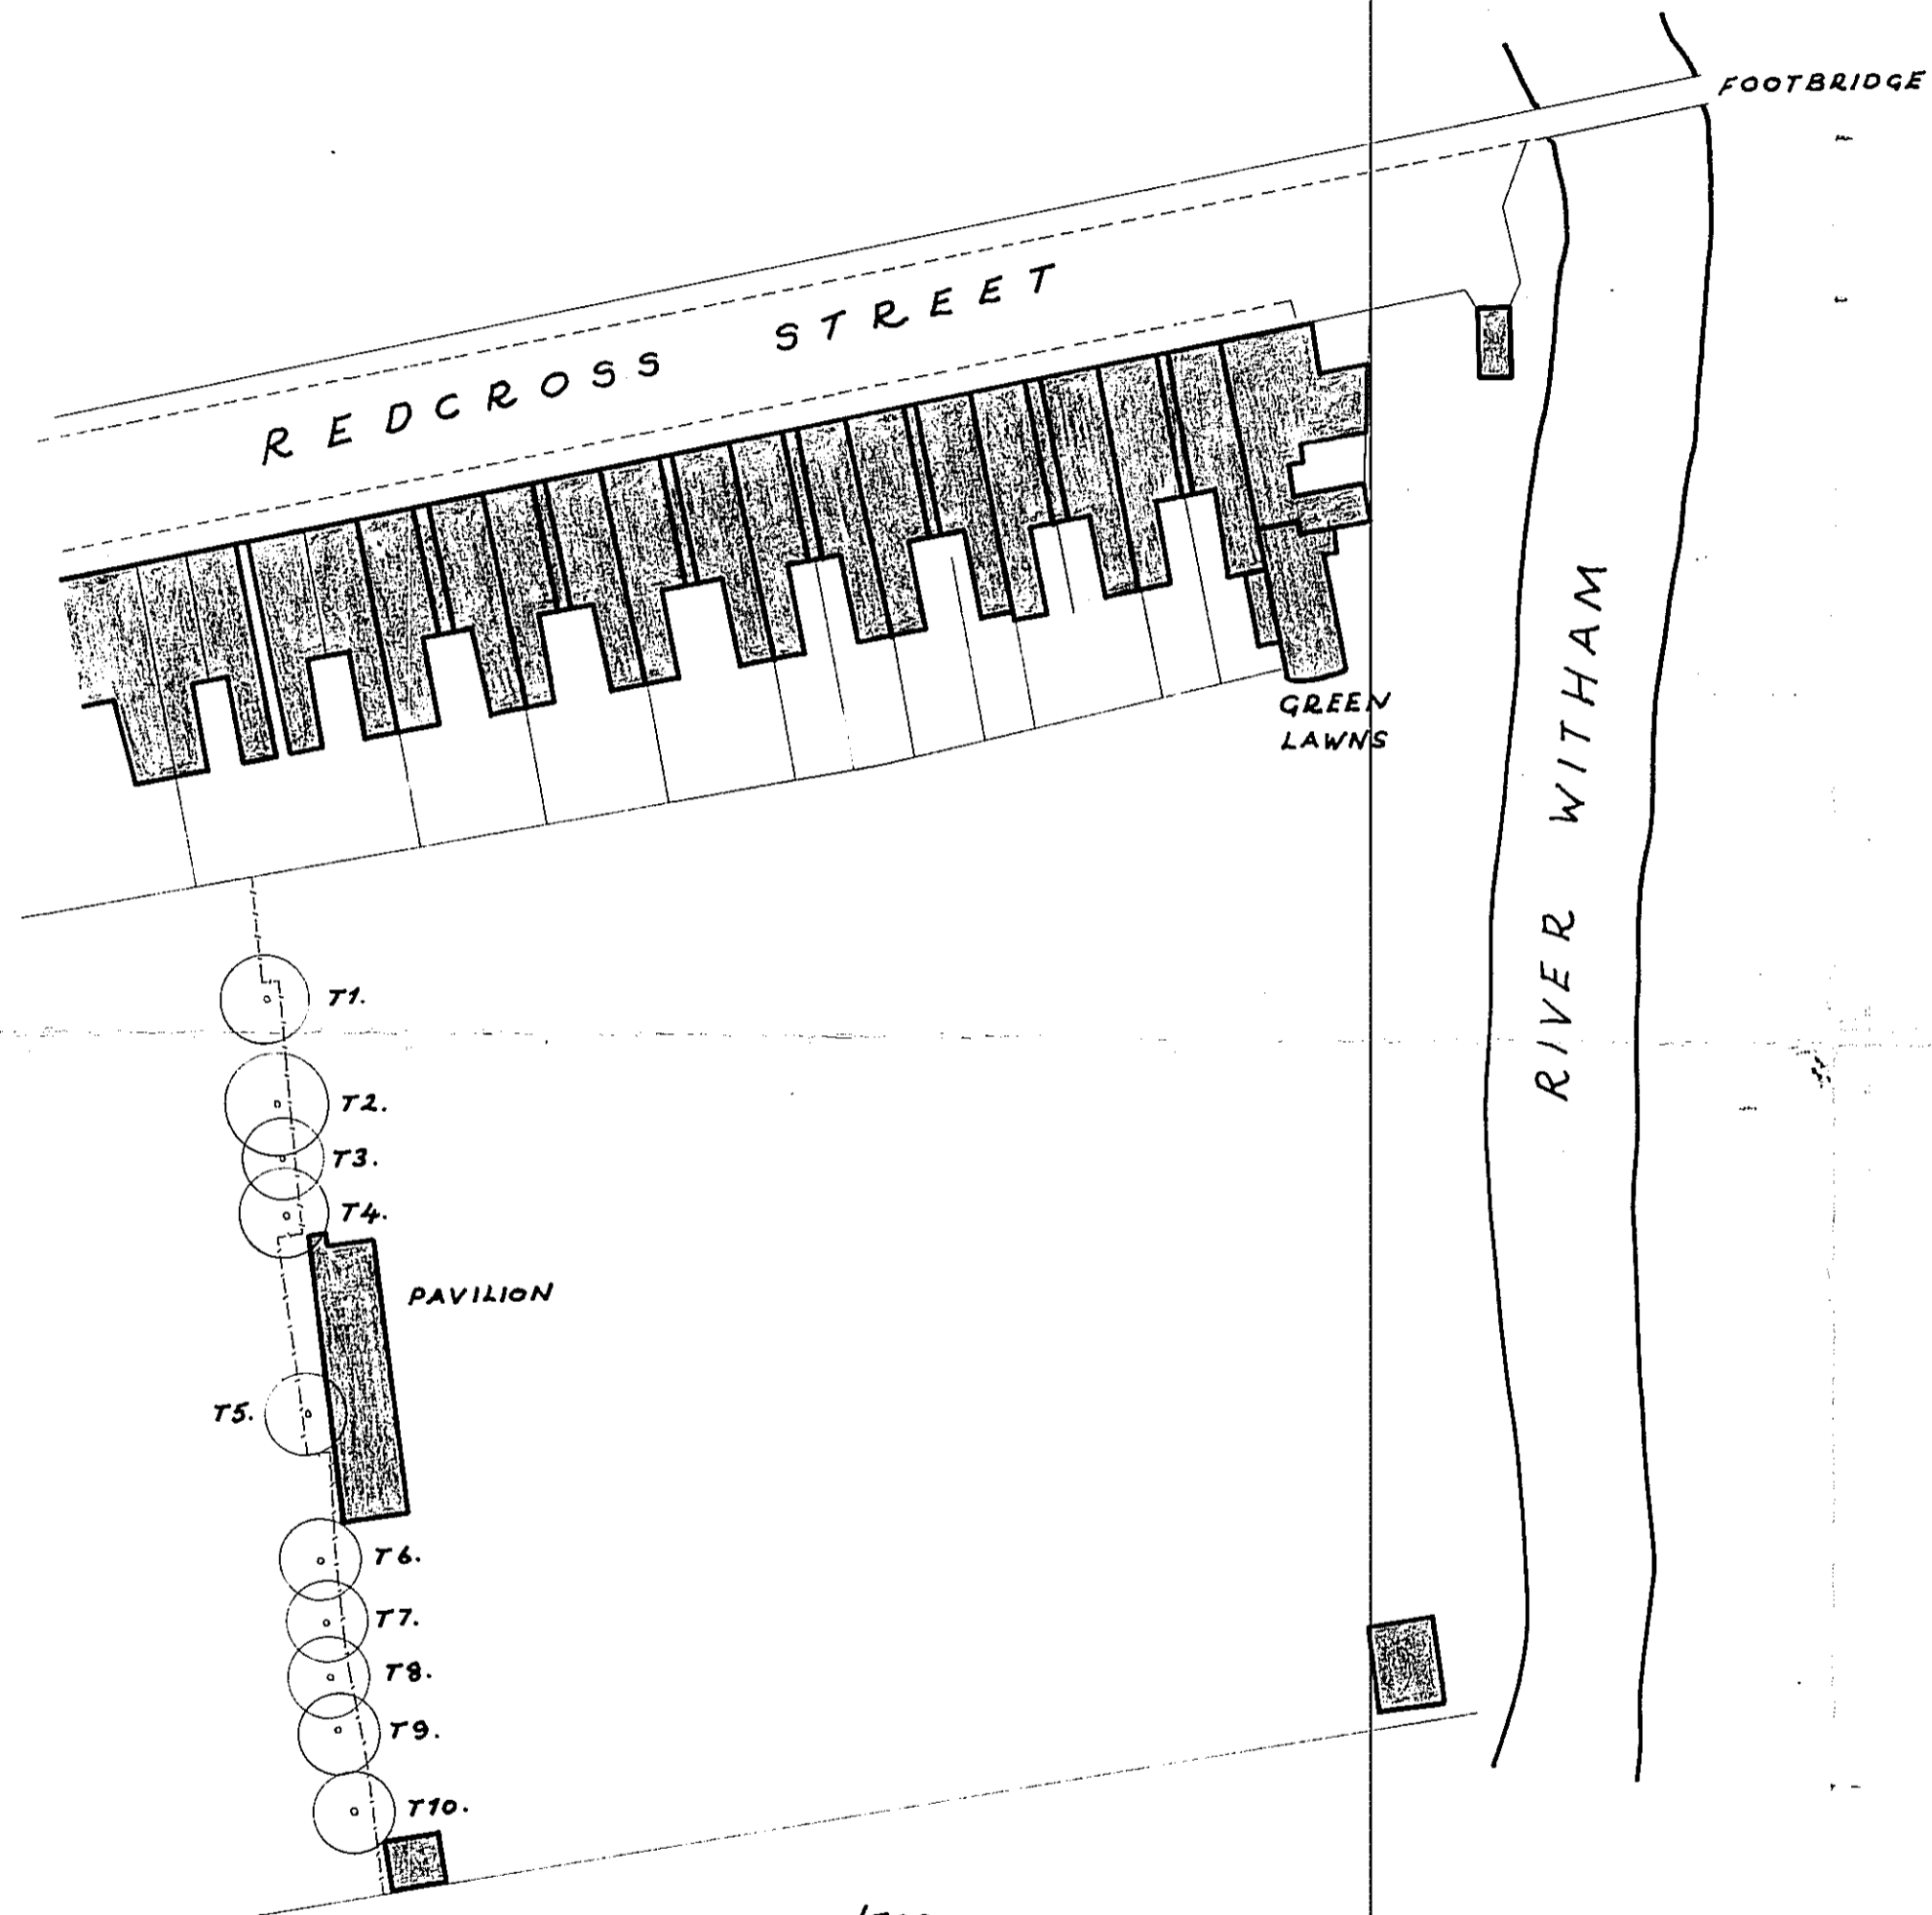 FOOTBRIDGE
REDCROSS STREET
GREEN
LAWNS
RIVER WITHAM
T1.
T2.
T3.
T4.
PAVILION
T5.
T6.
T7.
T8.
T9.
T10.